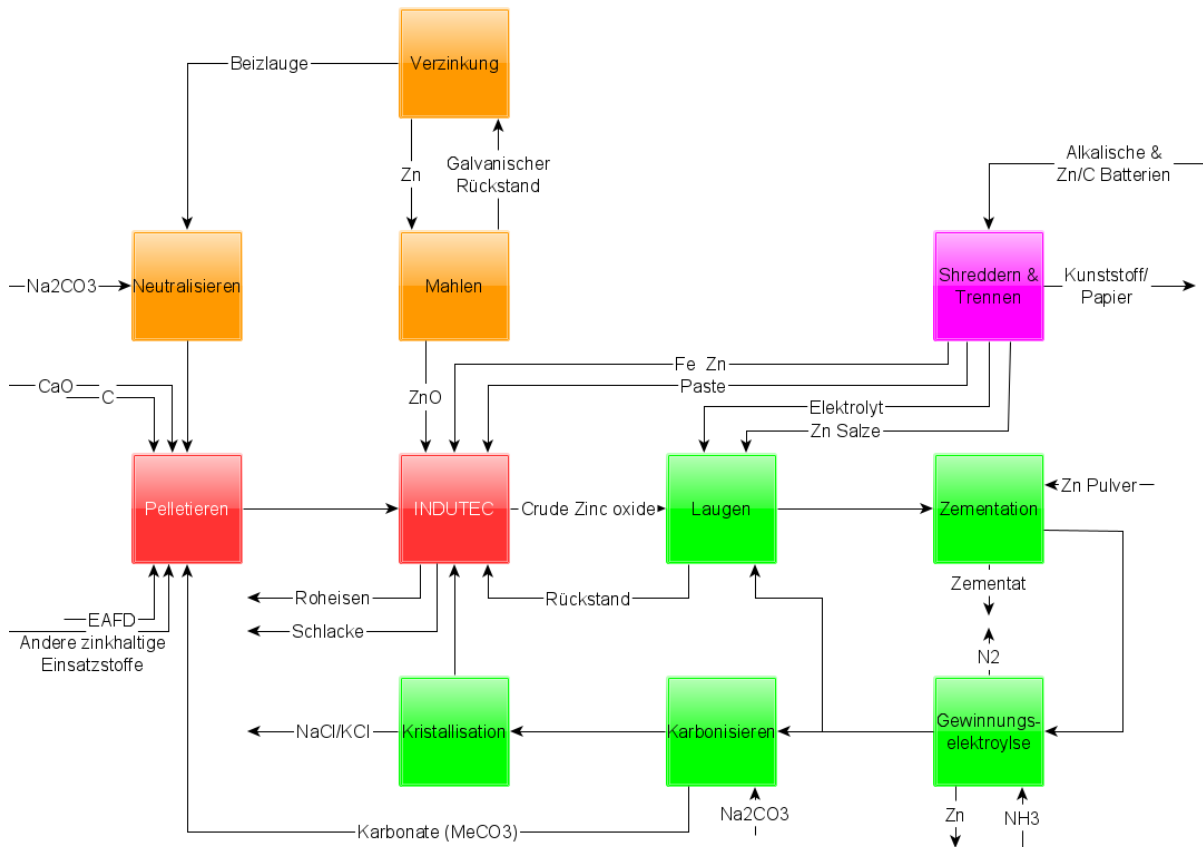 Beizlauge
Verzinkung
Zn
Galvanischer
Rückstand
Alkalische &
Zn/C Batterien
Na2CO3
Neutralisieren
Mahlen
Shreddern &
Trennen
Kunststoff/
Papier
CaO
C
ZnO
Fe Zn
Paste
Elektrolyt
Zn Salze
Pelletieren
INDUTEC
Crude Zinc oxide
Laugen
Zementation
Zn Pulver
Roheisen
Rückstand
Zementat
EAFD
Andere zinkhaltige
Einsatzstoffe
Schlacke
N2
NaCl/KCl
Kristallisation
Karbonisieren
Gewinnungs-
elektroylse
Karbonate (MeCO3)
Na2CO3
Zn
NH3